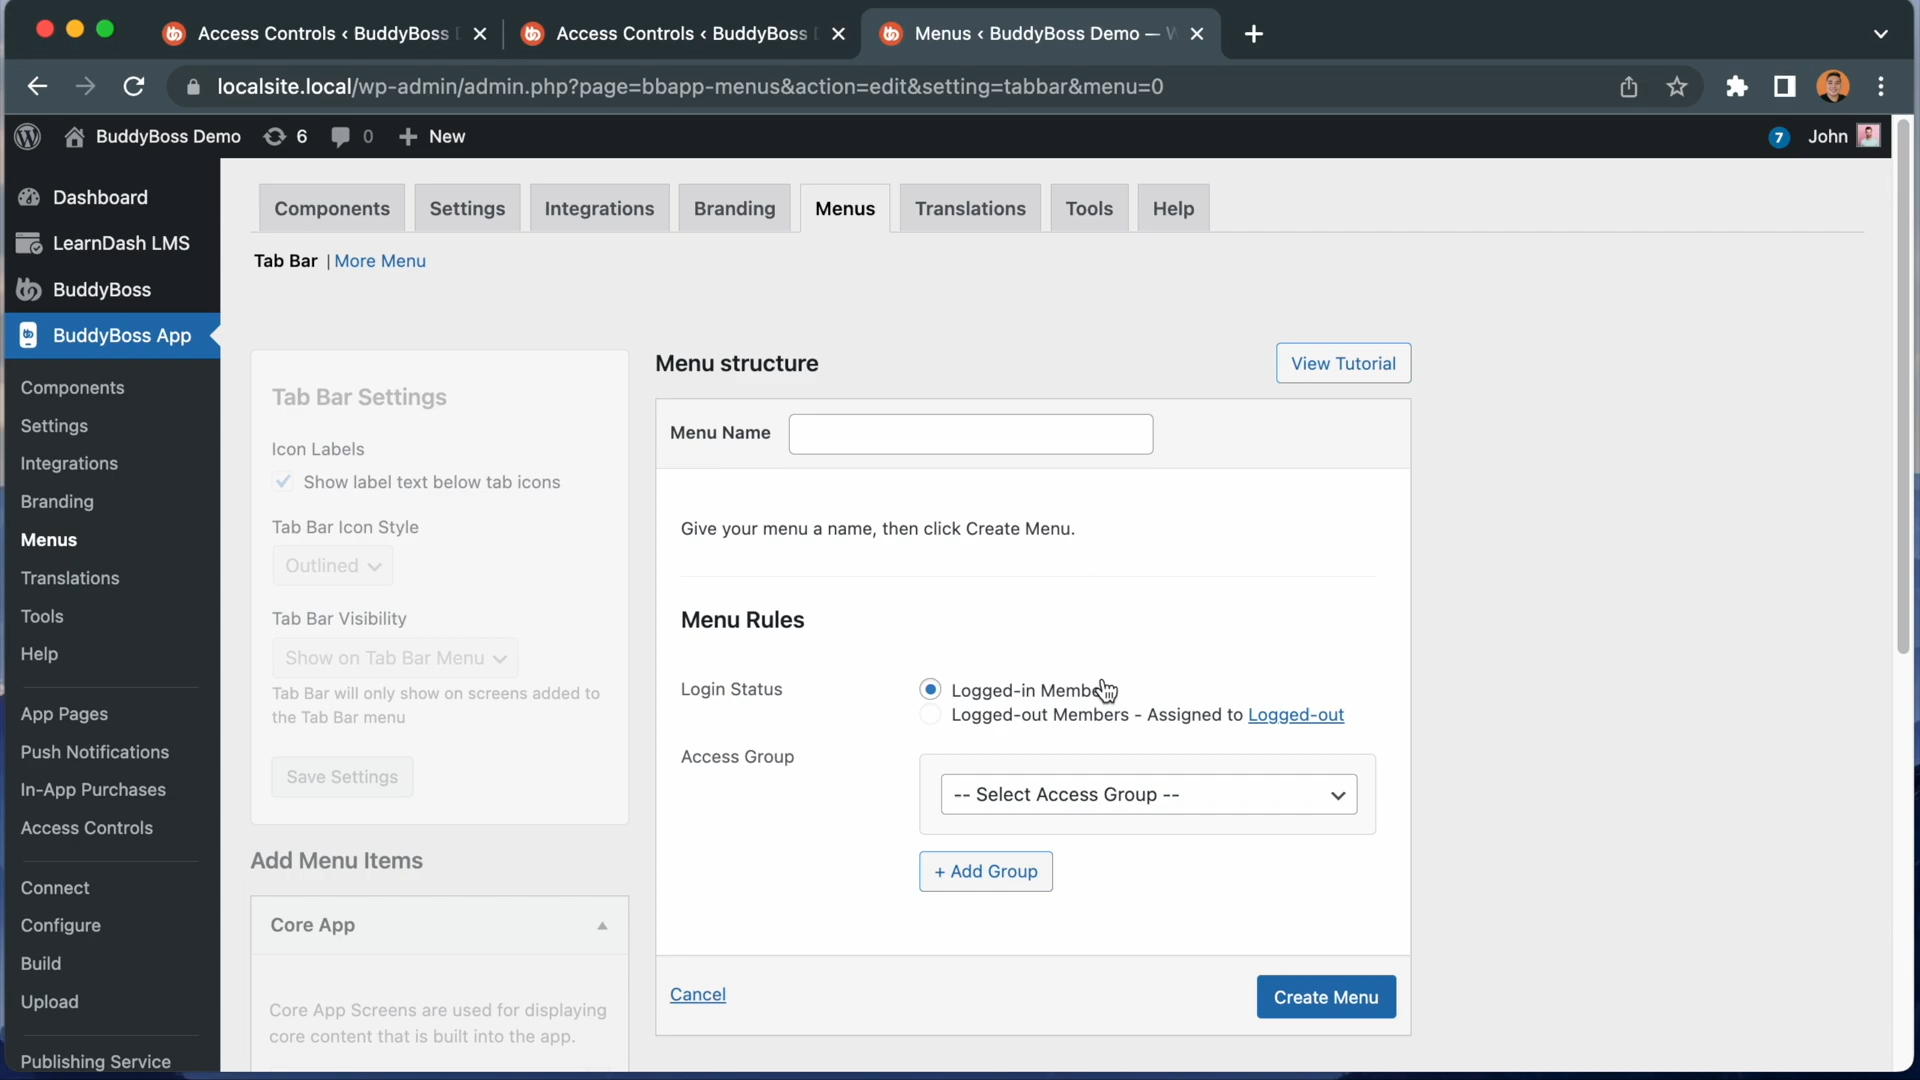 Access Controls ‹ BuddyBoss
Access Controls ‹ BuddyBoss
Menus ‹ BuddyBoss Demo —
localsite.local/wp-admin/admin.php?page=bbapp-menus&action=edit&setting=tabbar&menu=0
BuddyBoss Demo
6
0
New
7
John
Dashboard
LearnDash LMS
BuddyBoss
BuddyBoss App
Components
Settings
Integrations
Branding
Menus
Translations
Tools
Help
App Pages
Push Notifications
In-App Purchases
Access Controls
Connect
Configure
Build
Upload
Publishing Service
Components
Settings
Integrations
Branding
Menus
Translations
Tools
Help
Tab Bar | More Menu
Tab Bar Settings
Icon Labels
Show label text below tab icons
Tab Bar Icon Style
Outlined
Tab Bar Visibility
Show on Tab Bar Menu
Tab Bar will only show on screens added to
the Tab Bar menu
Save Settings
Add Menu Items
Core App
Core App Screens are used for displaying
core content that is built into the app.
Menu structure
View Tutorial
Menu Name
Give your menu a name, then click Create Menu.
Menu Rules
Login Status
Logged-in
Logged-out Members - Assigned to Logged-out
Access Group
-- Select Access Group --
+ Add Group
Cancel
Create Menu